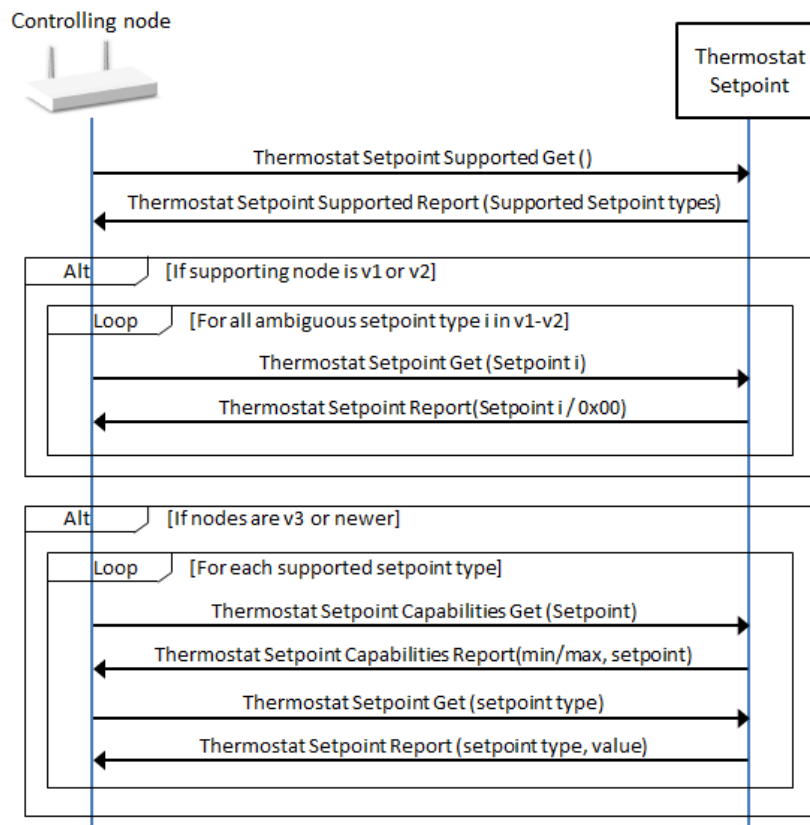 Controlling node
Thermostat
Setpoint
Thermostat Setpoint Supported Get ()
Thermostat Setpoint Supported Report (Supported Setpoint types)
Alt [If supporting node is v1 or v2]
Loop [For all ambiguous setpoint type i in v1-v2]
Thermostat Setpoint Get (Setpoint i)
Thermostat Setpoint Report(Setpoint i / 0x00)
Alt [If nodes are v3 or newer]
Loop [For each supported setpoint type]
Thermostat Setpoint Capabilities Get (Setpoint)
Thermostat Setpoint Capabilities Report(min/max, setpoint)
Thermostat Setpoint Get (setpoint type)
Thermostat Setpoint Report (setpoint type, value)